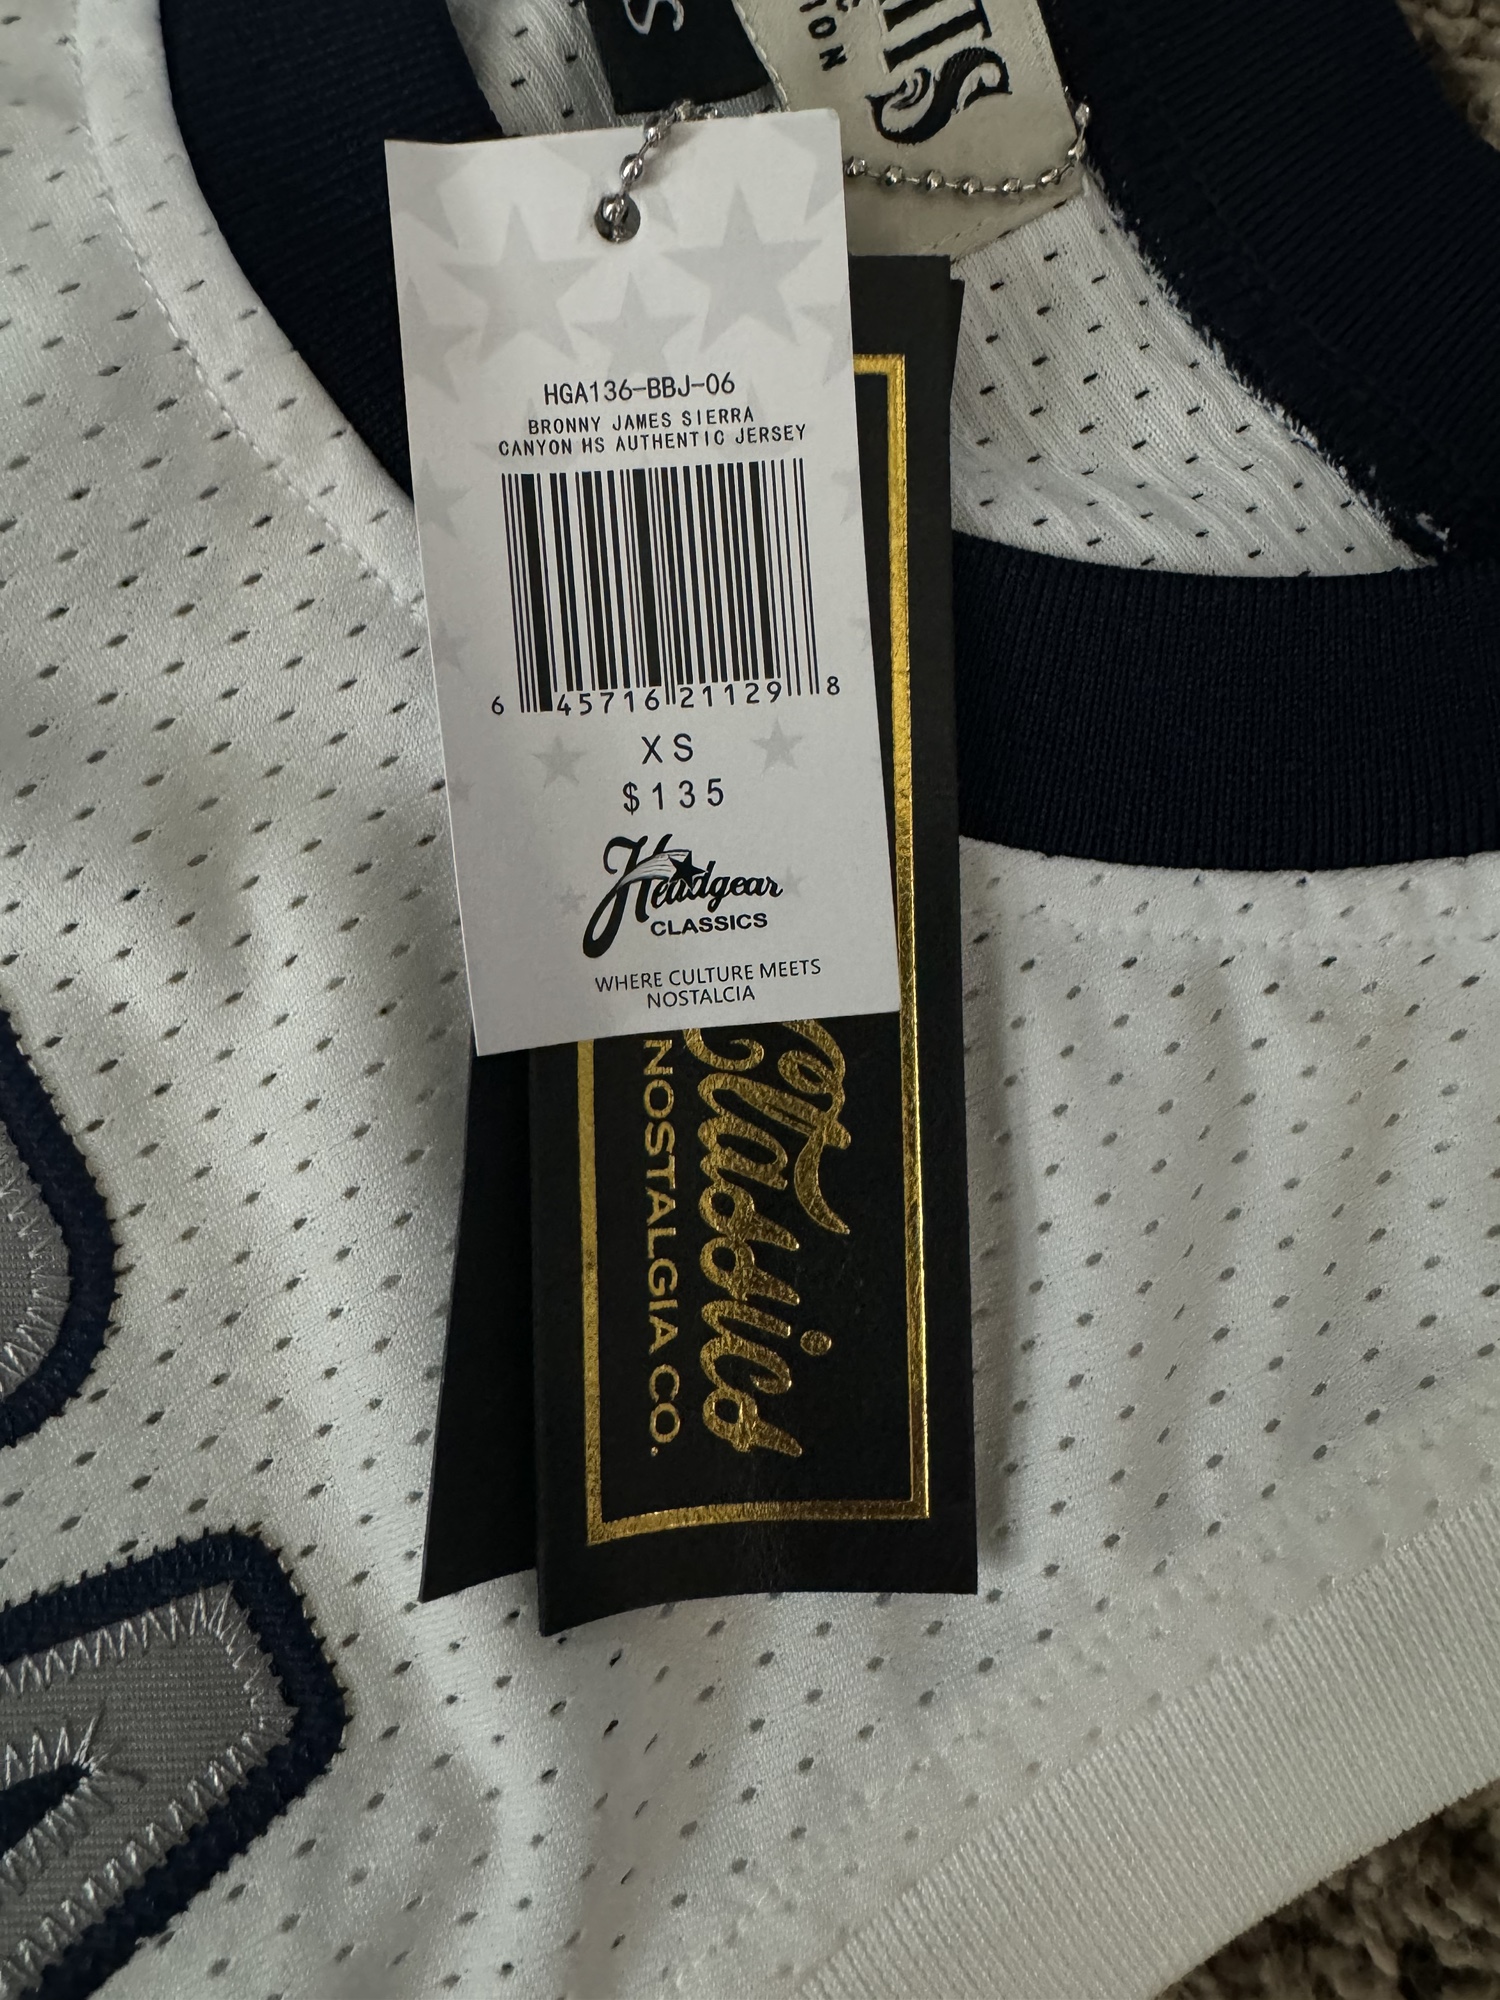 HGA136-BBJ-06
BRONNY JAMES SIERRA
CANYON HS AUTHENTIC JERSEY
6 45716 21129 8
XS
$135
Headgear
CLASSICS
WHERE CULTURE MEETS
NOSTALCIA
Classics
NOSTALGIA CO.